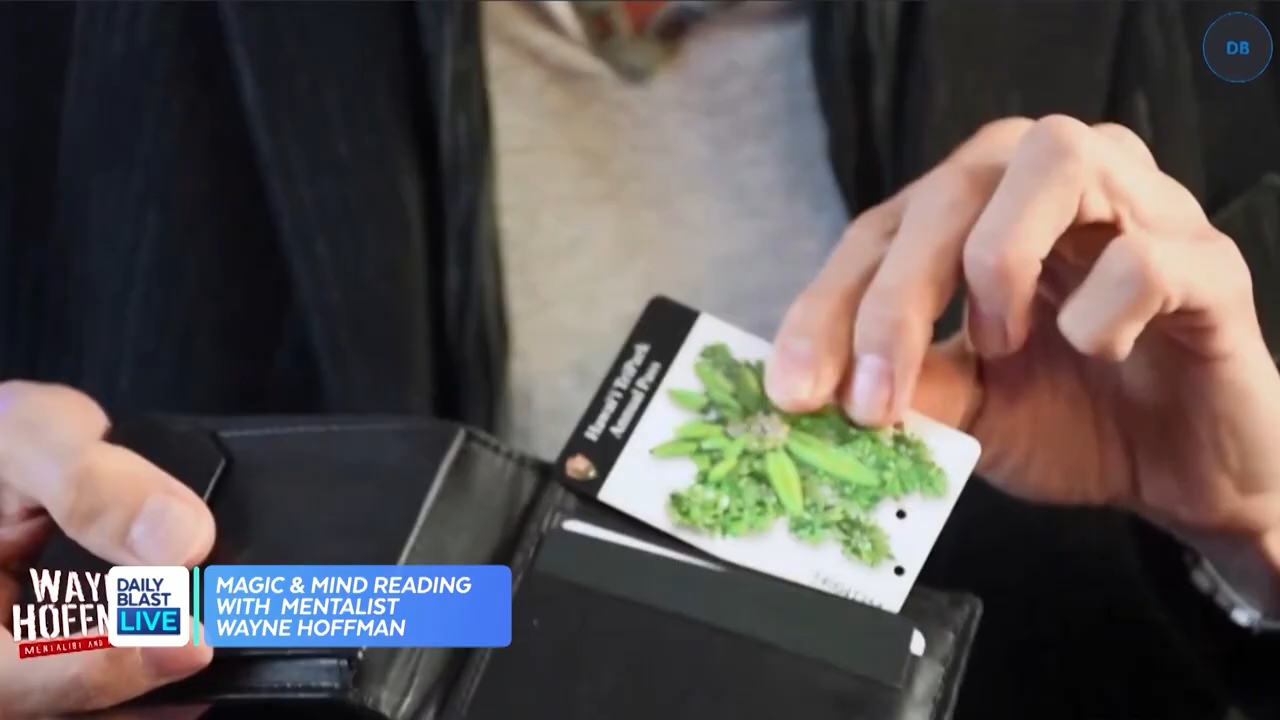 DB
Hawai'i TriPark
Annual Pass
WAY
HOFFM
MENTALIST AND
DAILY
BLAST
LIVE
MAGIC & MIND READING
WITH MENTALIST
WAYNE HOFFMAN